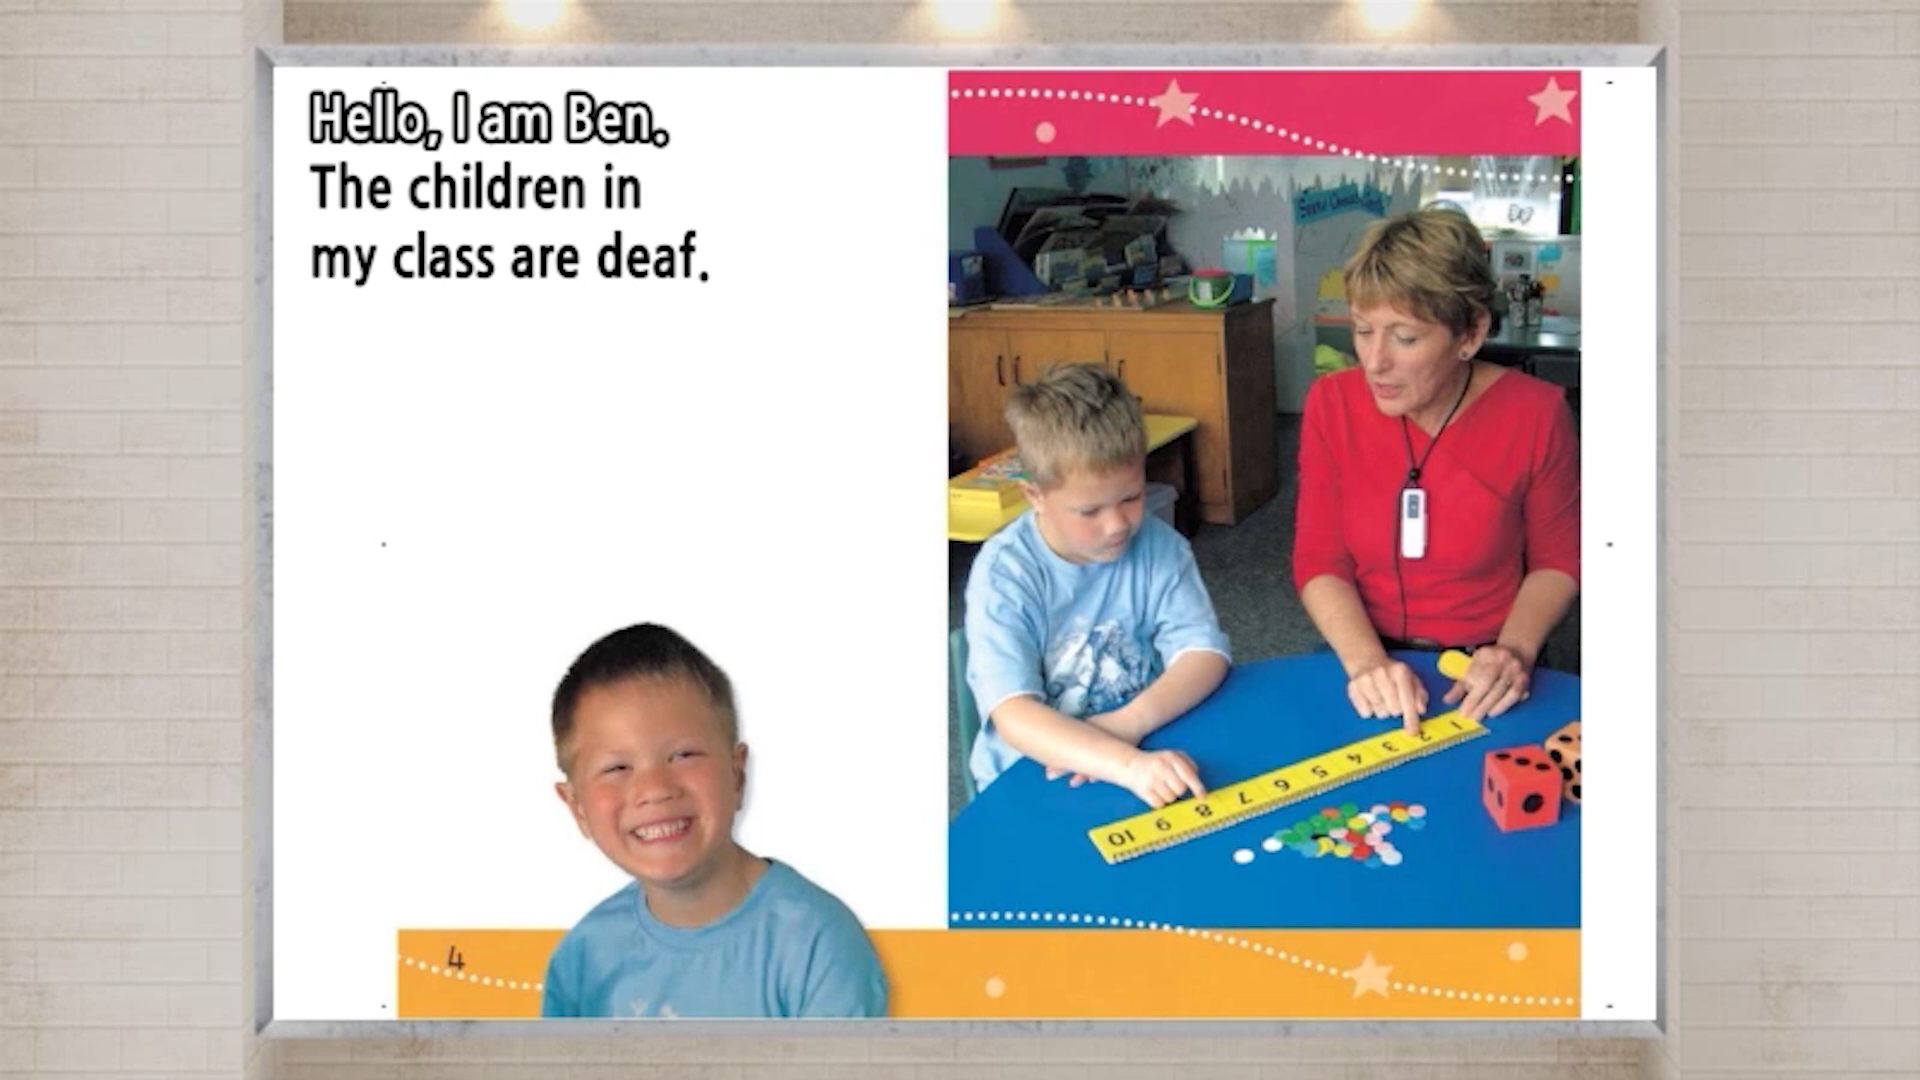 Hello, I am Ben.
The children in
my class are deaf.
4
1 2 3 4 5 6 7 8 9 10